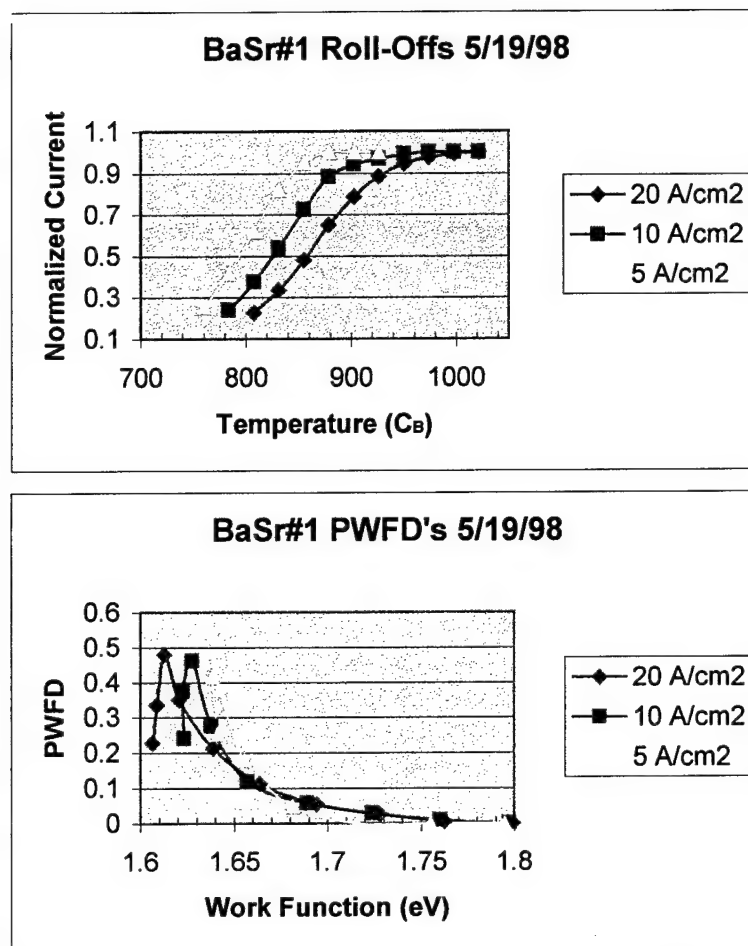 BaSr#1 Roll-Offs 5/19/98
Normalized Current
1.1
0.9
0.7
0.5
0.3
0.1
700 800 900 1000
Temperature (CB)
20 A/cm2
10 A/cm2
5 A/cm2
BaSr#1 PWFD's 5/19/98
PWFD
0.6
0.5
0.4
0.3
0.2
0.1
0
1.6 1.65 1.7 1.75 1.8
Work Function (eV)
20 A/cm2
10 A/cm2
5 A/cm2